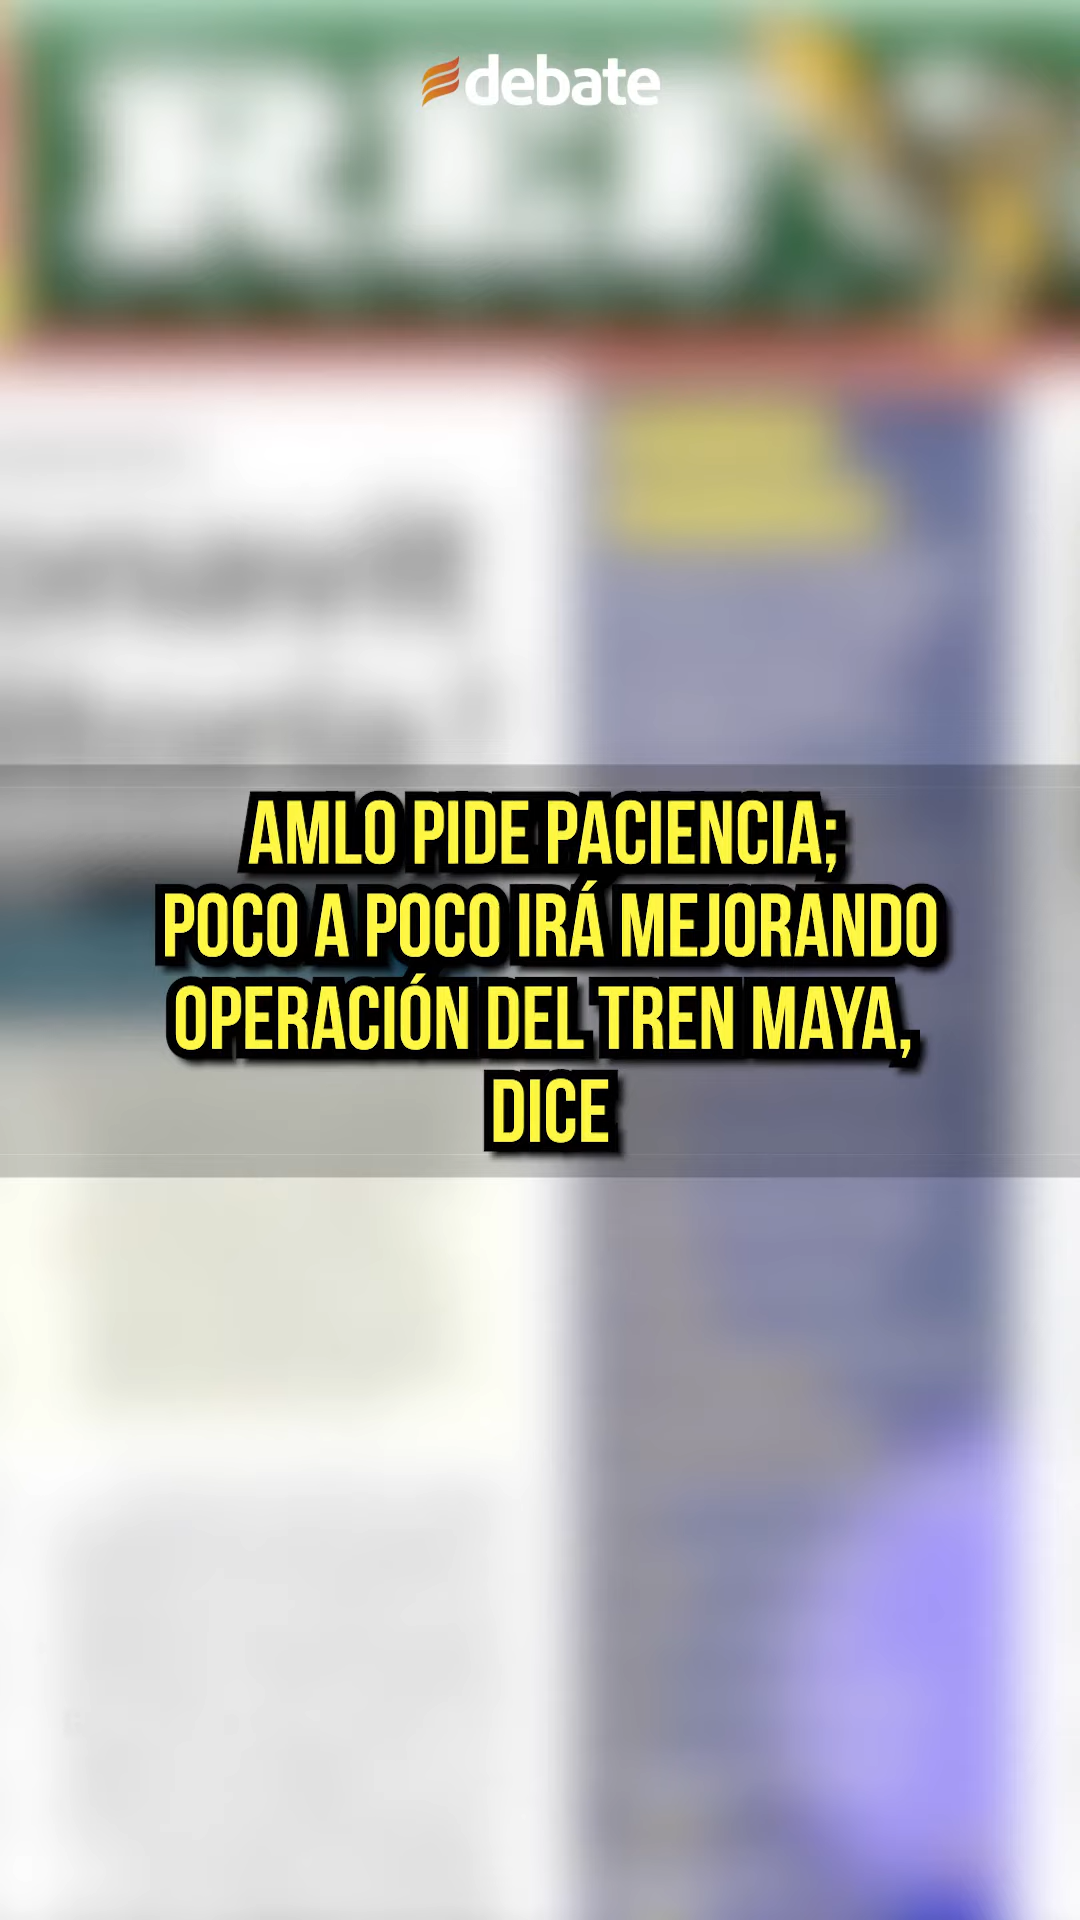 debate
AMLO PIDE PACIENCIA;
POCO A POCO IRÁ MEJORANDO
OPERACIÓN DEL TREN MAYA,
DICE